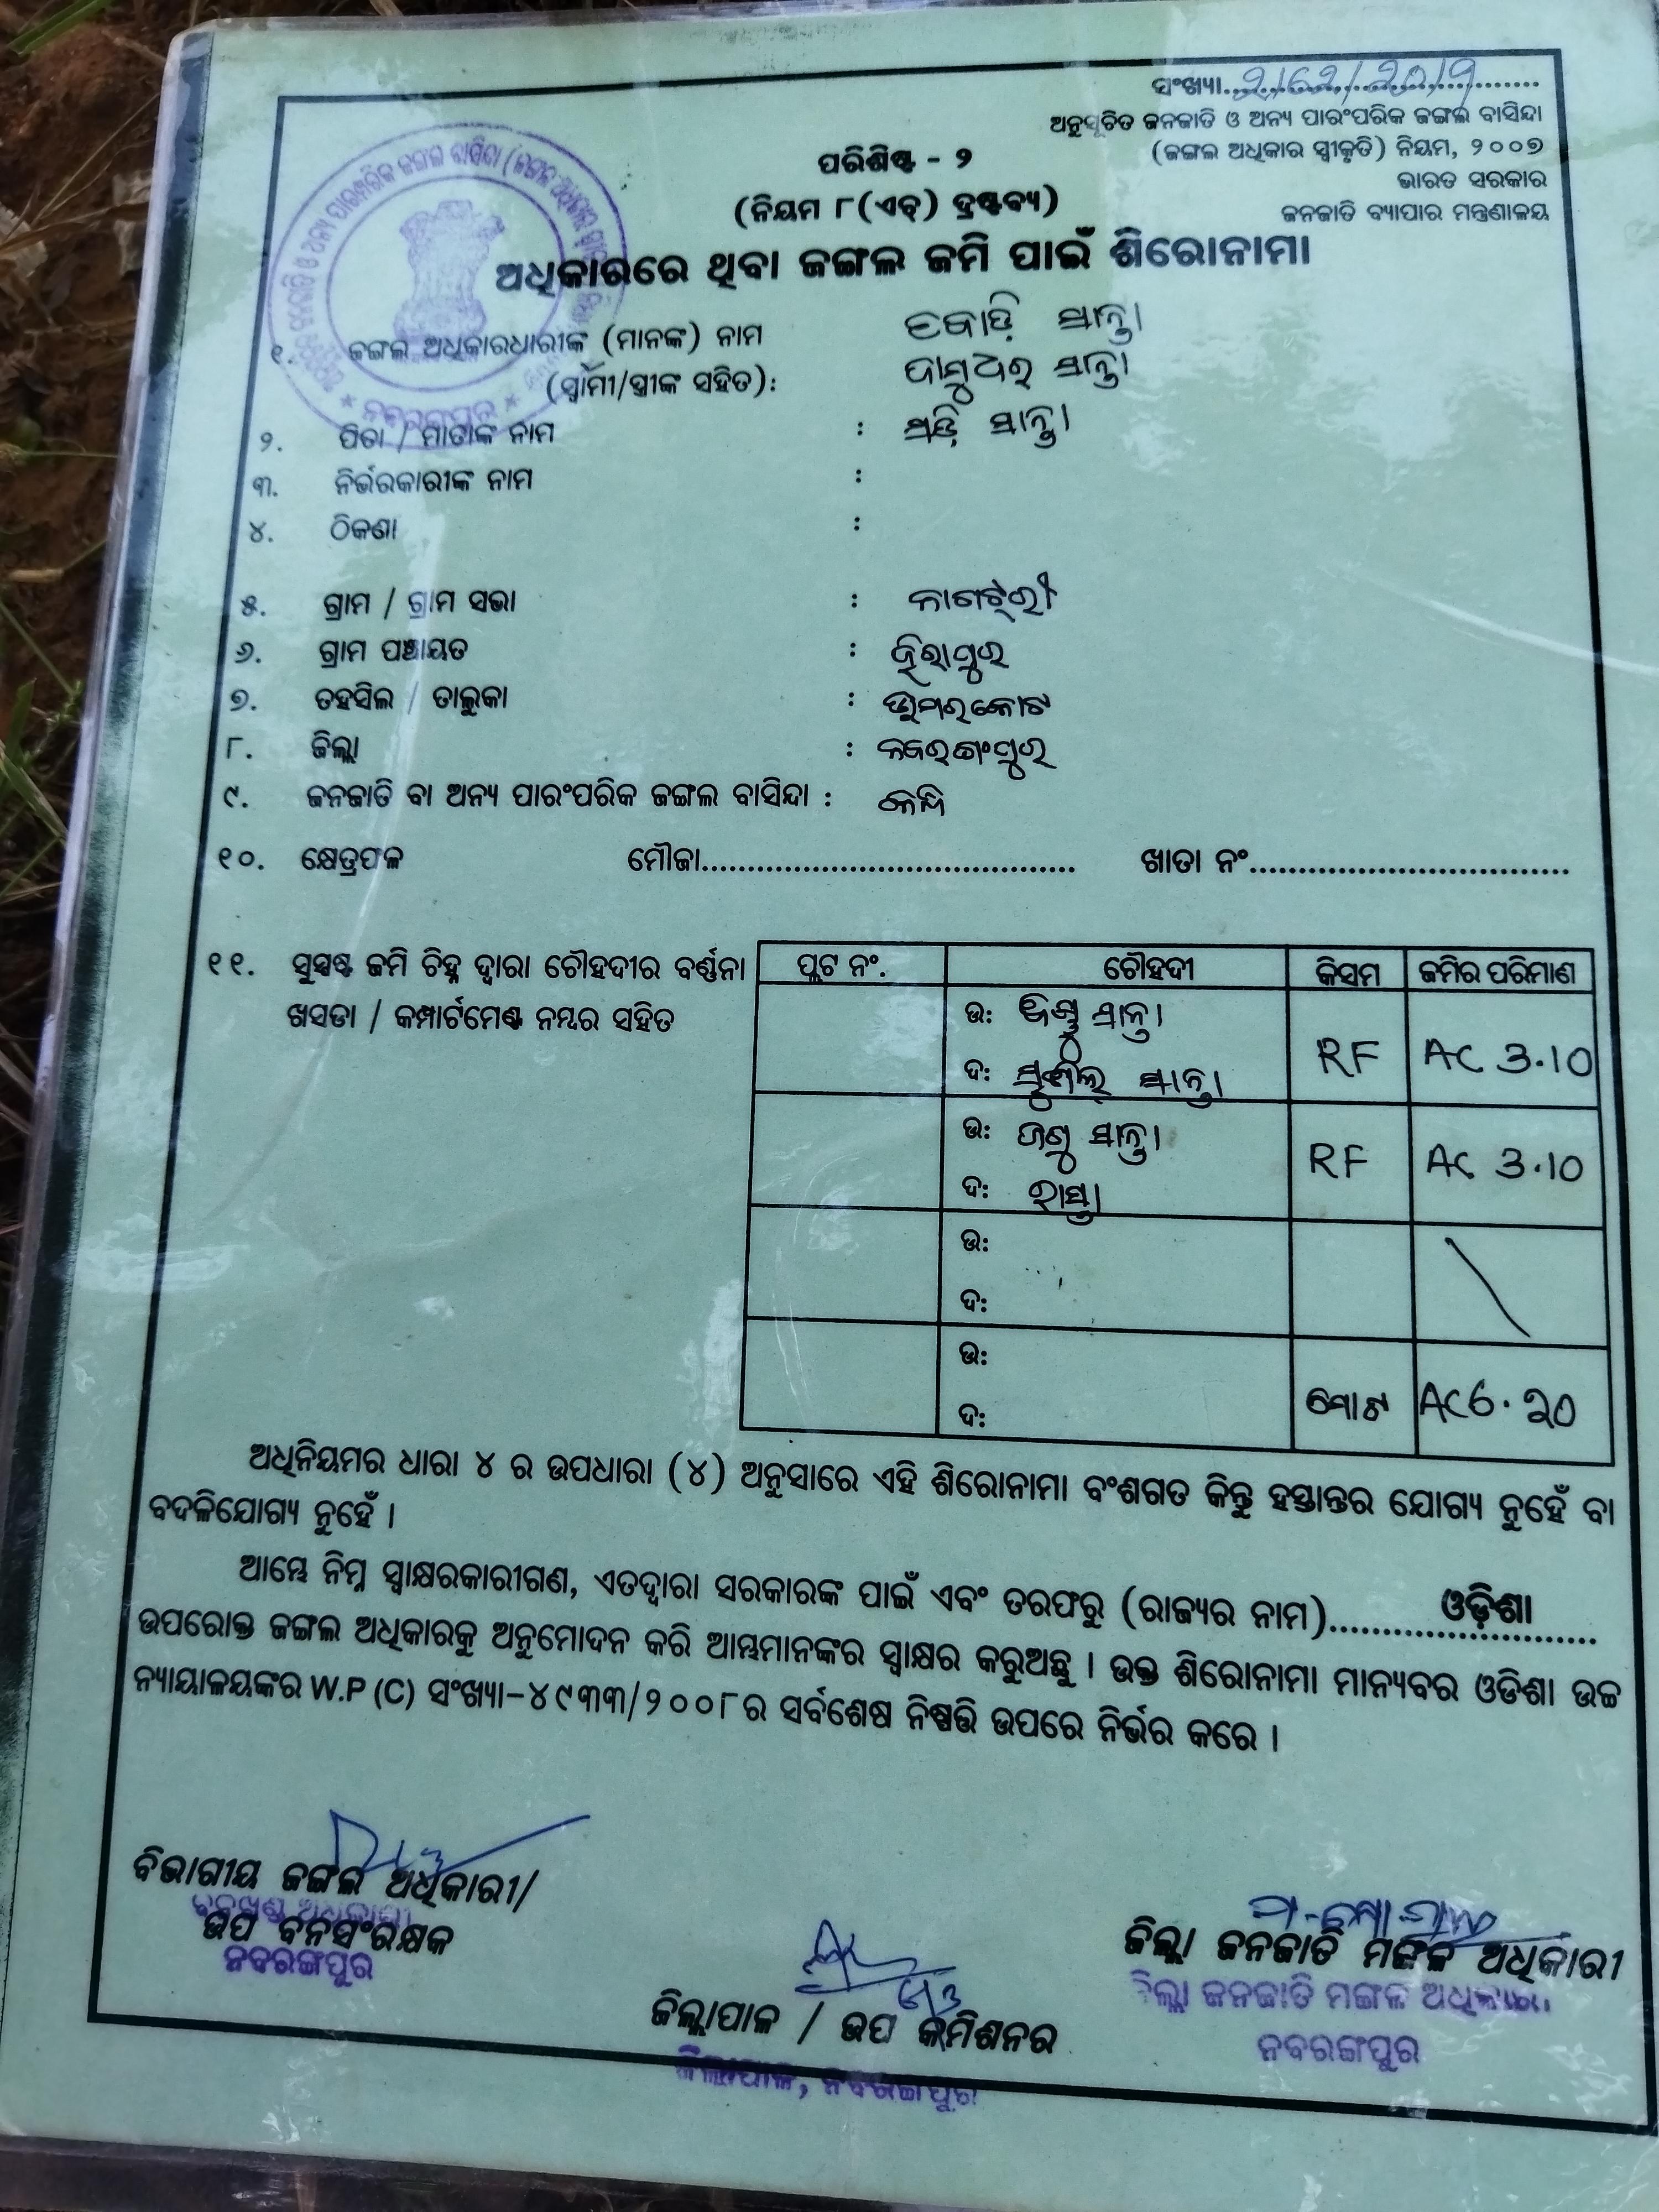 ସଂଖ୍ୟା
ଅନୁସୂଚିତ ଜନଜାତି ଓ ଅନ୍ୟ ପାରଂପରିକ ଜଙ୍ଗଲ ବାସିନ୍ଦା
(ଜଙ୍ଗଲ ଅଧିକାର ସ୍ୱୀକୃତି) ନିୟମ, ୨୦୦୭
ଭାରତ ସରକାର
ଜନଜାତି ବ୍ୟାପାର ମନ୍ତ୍ରଣାଳୟ
ପରିଶିଷ୍ଟ - ୨
(ନିୟମ ୮(ଏଚ୍) ଦ୍ରଷ୍ଟବ୍ୟ)
ଅଧିକାରରେ ଥିବା ଜଙ୍ଗଲ ଜମି ପାଇଁ ଶିରୋନାମା
୧. ଜଙ୍ଗଲ ଅଧିକାରଧାରୀଙ୍କ (ମାନଙ୍କ) ନାମ ସାନ୍ତା
(ସ୍ୱାମୀ/ସ୍ତ୍ରୀଙ୍କ ସହିତ): ସାନ୍ତା
୨. ପିତା / ମାତାଙ୍କ ନାମ : ସାନ୍ତା
୩. ନିର୍ଭରକାରୀଙ୍କ ନାମ :
୪. ଠିକଣା :
୫. ଗ୍ରାମ / ଗ୍ରାମ ସଭା :
୬. ଗ୍ରାମ ପଞ୍ଚାୟତ : ହିରାପୁର
୭. ତହସିଲ / ତାଲୁକା : ଉମରକୋଟ
୮. ଜିଲ୍ଲା : ନବରଙ୍ଗପୁର
୯. ଜନଜାତି ବା ଅନ୍ୟ ପାରଂପରିକ ଜଙ୍ଗଲ ବାସିନ୍ଦା :
୧୦. କ୍ଷେତ୍ରଫଳ ମୌଜା........................................ ଖାତା ନଂ..................................
୧୧. ସୁସ୍ପଷ୍ଟ ଜମି ଚିହ୍ନ ଦ୍ୱାରା ଚୌହଦୀର ବର୍ଣ୍ଣନା
ଖସଡା / କମ୍ପାର୍ଟମେଣ୍ଟ ନମ୍ବର ସହିତ
ପ୍ଲଟ ନଂ. ଚୌହଦୀ କିସମ ଜମିର ପରିମାଣ
ଉ: ସାନ୍ତା
ଦ: ସାନ୍ତା RF AC 3.10
ଉ: ସାନ୍ତା
ଦ: ରାସ୍ତା RF AC 3.10
ଉ:
ଦ:
ଉ:
ଦ: ମୋଟ AC 6.20
ଅଧିନିୟମର ଧାରା ୪ ର ଉପଧାରା (୪) ଅନୁସାରେ ଏହି ଶିରୋନାମା ବଂଶଗତ କିନ୍ତୁ ହସ୍ତାନ୍ତର ଯୋଗ୍ୟ ନୁହେଁ ବା
ବଦଳିଯୋଗ୍ୟ ନୁହେଁ ।
ଆମ୍ଭେ ନିମ୍ନ ସ୍ୱାକ୍ଷରକାରୀଗଣ, ଏତଦ୍ୱାରା ସରକାରଙ୍କ ପାଇଁ ଏବଂ ତରଫରୁ (ରାଜ୍ୟର ନାମ)............ଓଡ଼ିଶା............
ଉପରୋକ୍ତ ଜଙ୍ଗଲ ଅଧିକାରକୁ ଅନୁମୋଦନ କରି ଆମ୍ଭମାନଙ୍କର ସ୍ୱାକ୍ଷର କରୁଅଛୁ । ଉକ୍ତ ଶିରୋନାମା ମାନ୍ୟବର ଓଡିଶା ଉଚ୍ଚ
ନ୍ୟାୟାଳୟଙ୍କର W.P (C) ସଂଖ୍ୟା-୪୯୩୩/୨୦୦୮ ର ସର୍ବଶେଷ ନିଷ୍ପତ୍ତି ଉପରେ ନିର୍ଭର କରେ ।
ବିଭାଗୀୟ ଜଙ୍ଗଲ ଅଧିକାରୀ/
ଉପ ବନସଂରକ୍ଷକ
ନବରଙ୍ଗପୁର
ଜିଲ୍ଲାପାଳ / ଉପ କମିଶନର
ଜିଲ୍ଲାପାଳ, ନବରଙ୍ଗପୁର
ଜିଲ୍ଲା ଜନଜାତି ମଙ୍ଗଳ ଅଧିକାରୀ
ଜିଲ୍ଲା ଜନଜାତି ମଙ୍ଗଳ ଅଧିକାରୀ
ନବରଙ୍ଗପୁର